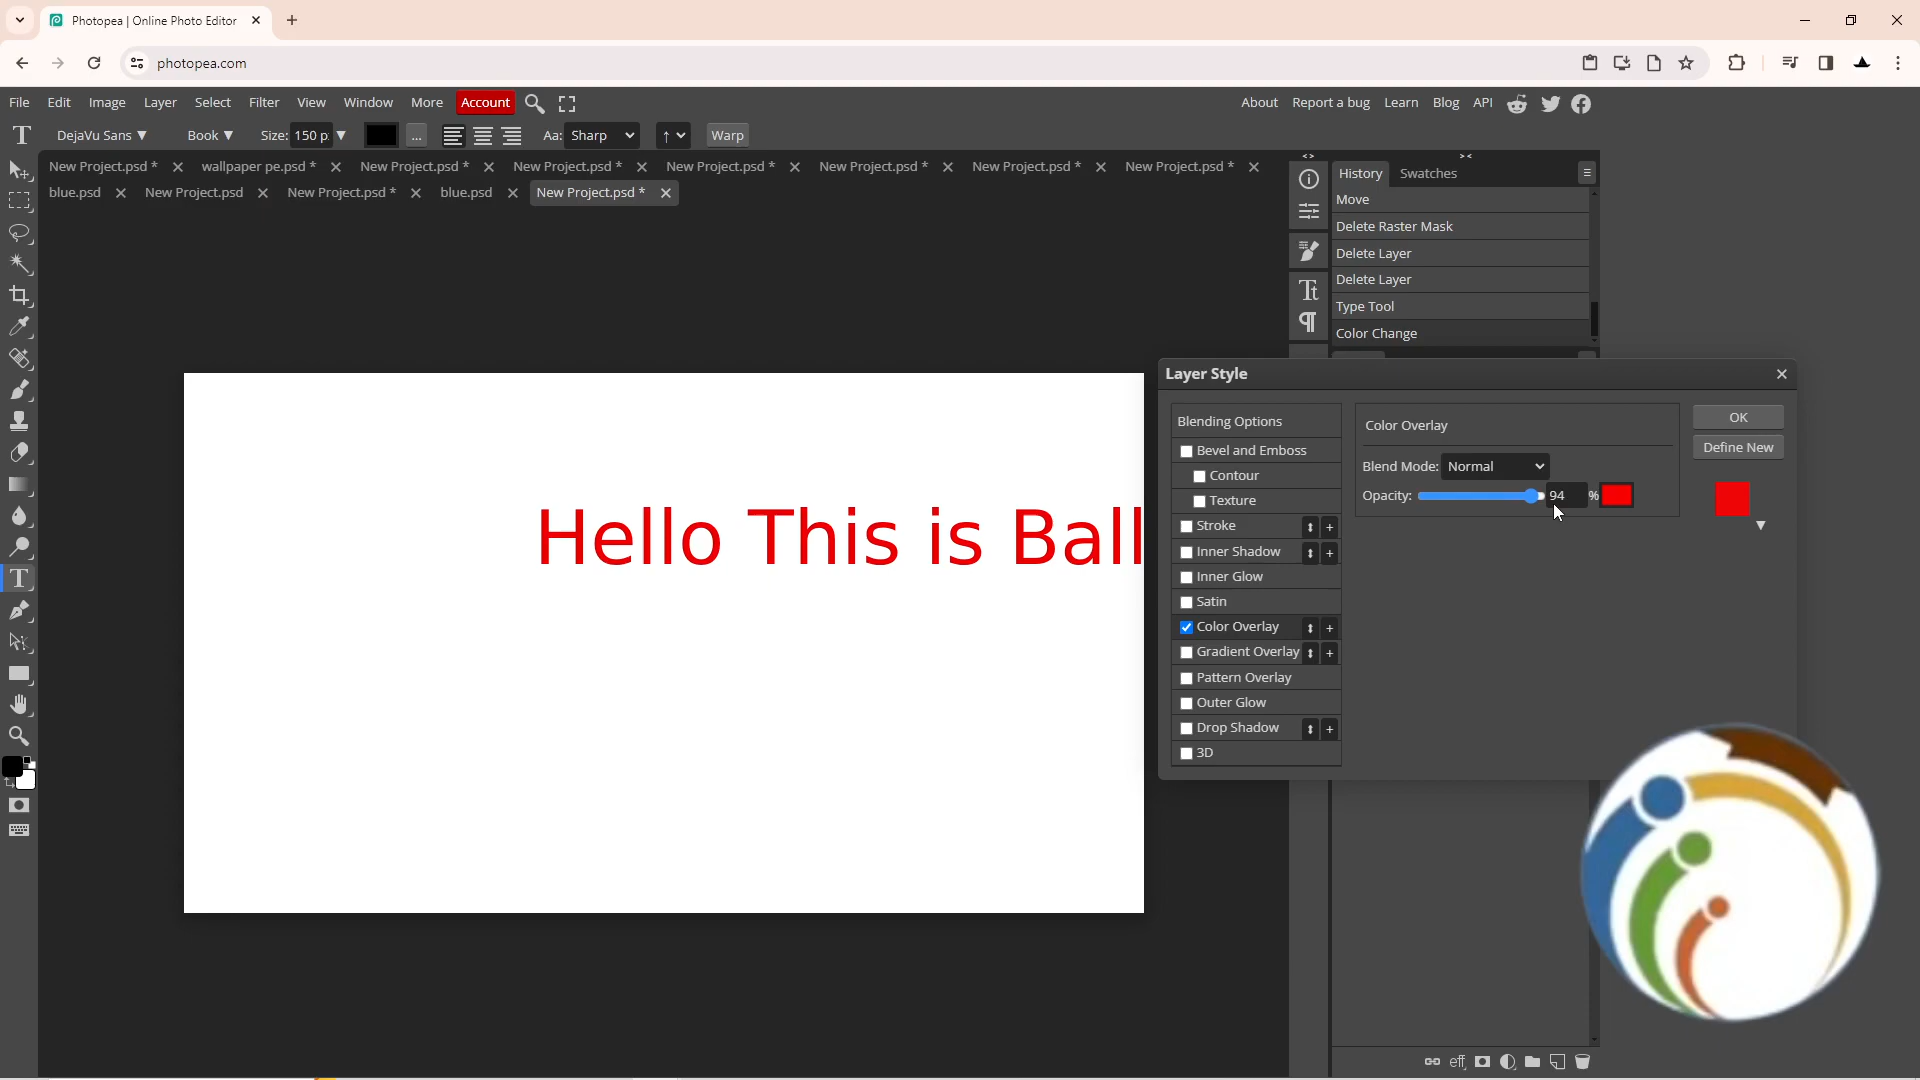 Photopea | Online Photo Editor
photopea.com
File Edit Image Layer Select Filter View Window More Account About Report a bug Learn Blog API
T DejaVu Sans Book Size: 150 p: ... Aa: Sharp Warp
New Project.psd * wallpaper pe.psd * New Project.psd * New Project.psd * New Project.psd * New Project.psd * New Project.psd * New Project.psd *
blue.psd New Project.psd New Project.psd * blue.psd New Project.psd *
History Swatches
Move
Delete Raster Mask
Delete Layer
Delete Layer
Type Tool
Color Change
Hello This is Ball
Layer Style
Blending Options
Bevel and Emboss
Contour
Texture
Stroke
Inner Shadow
Inner Glow
Satin
Color Overlay
Gradient Overlay
Pattern Overlay
Outer Glow
Drop Shadow
3D
Color Overlay
Blend Mode: Normal
Opacity: 94 %
OK
Define New
eff